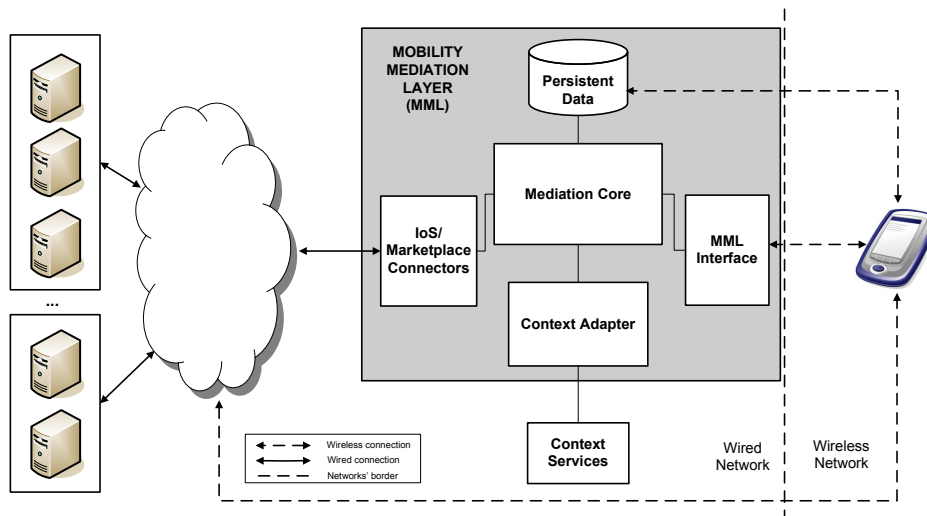 MOBILITY
MEDIATION
LAYER
(MML)
Persistent
Data
Mediation Core
IoS/
Marketplace
Connectors
MML
Interface
...
Context Adapter
Context
Services
Wireless connection
Wired connection
Networks' border
Wired
Network
Wireless
Network